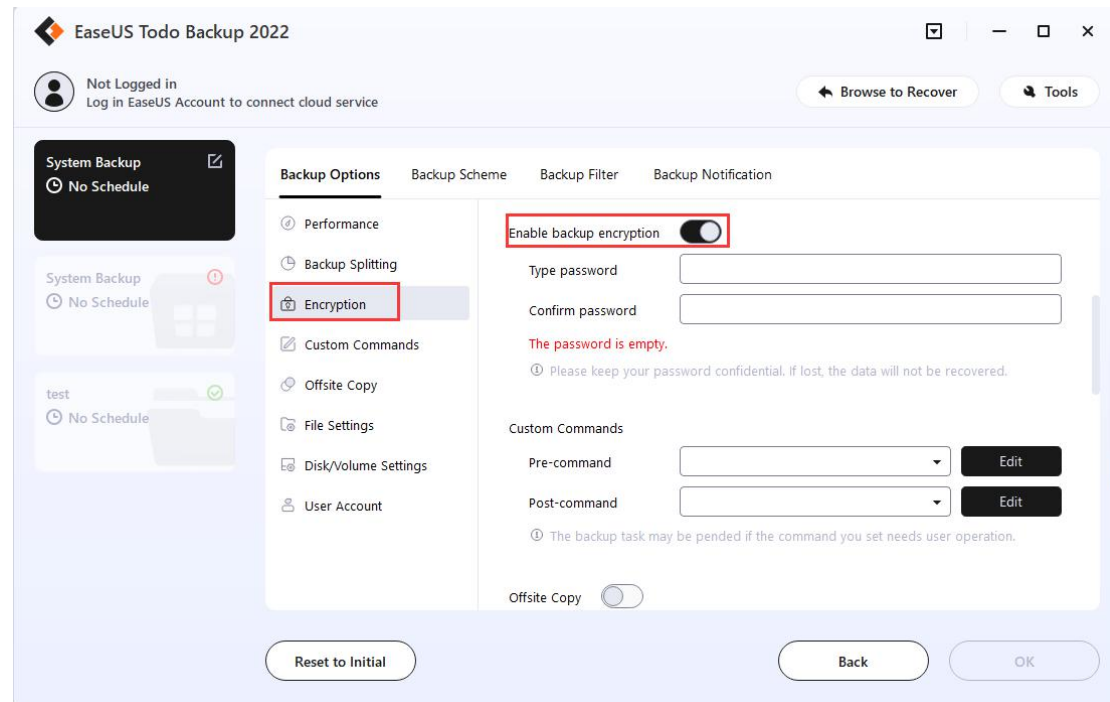 EaseUS Todo Backup 2022
Not Logged in
Log in EaseUS Account to connect cloud service
Browse to Recover
Tools
System Backup
No Schedule
System Backup
No Schedule
test
No Schedule
Backup Options
Backup Scheme
Backup Filter
Backup Notification
Performance
Backup Splitting
Encryption
Custom Commands
Offsite Copy
File Settings
Disk/Volume Settings
User Account
Enable backup encryption
Type password
Confirm password
The password is empty.
Please keep your password confidential. If lost, the data will not be recovered.
Custom Commands
Pre-command
Edit
Post-command
Edit
The backup task may be pended if the command you set needs user operation.
Offsite Copy
Reset to Initial
Back
OK